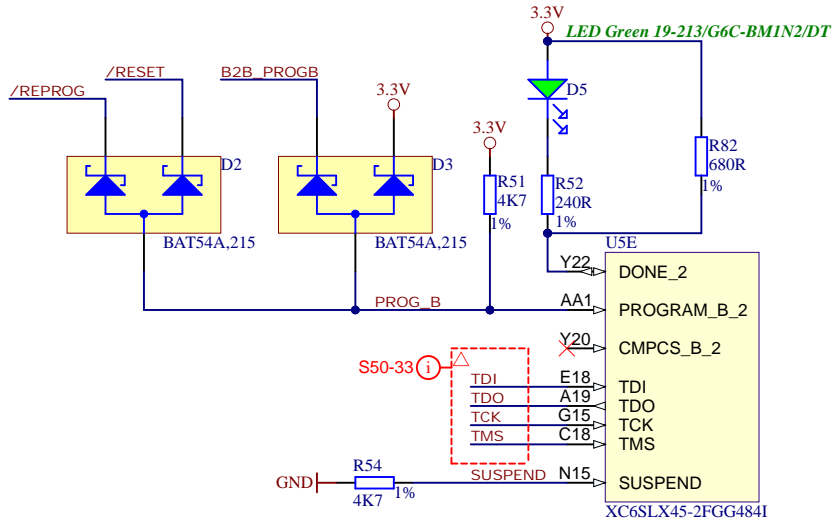 3.3V
LED Green 19-213/G6C-BM1N2/DT
/RESET
B2B_PROGB
/REPROG
3.3V
D5
3.3V
D2
D3
R51
4K7
1%
R52
240R
1%
R82
680R
1%
BAT54A,215
BAT54A,215
U5E
Y22
DONE_2
PROG_B
AA1
PROGRAM_B_2
Y20
CMPCS_B_2
S50-33
i
TDI
E18
TDI
TDO
A19
TDO
TCK
G15
TCK
TMS
C18
TMS
R54
GND
4K7
1%
SUSPEND
N15
SUSPEND
XC6SLX45-2FGG484I